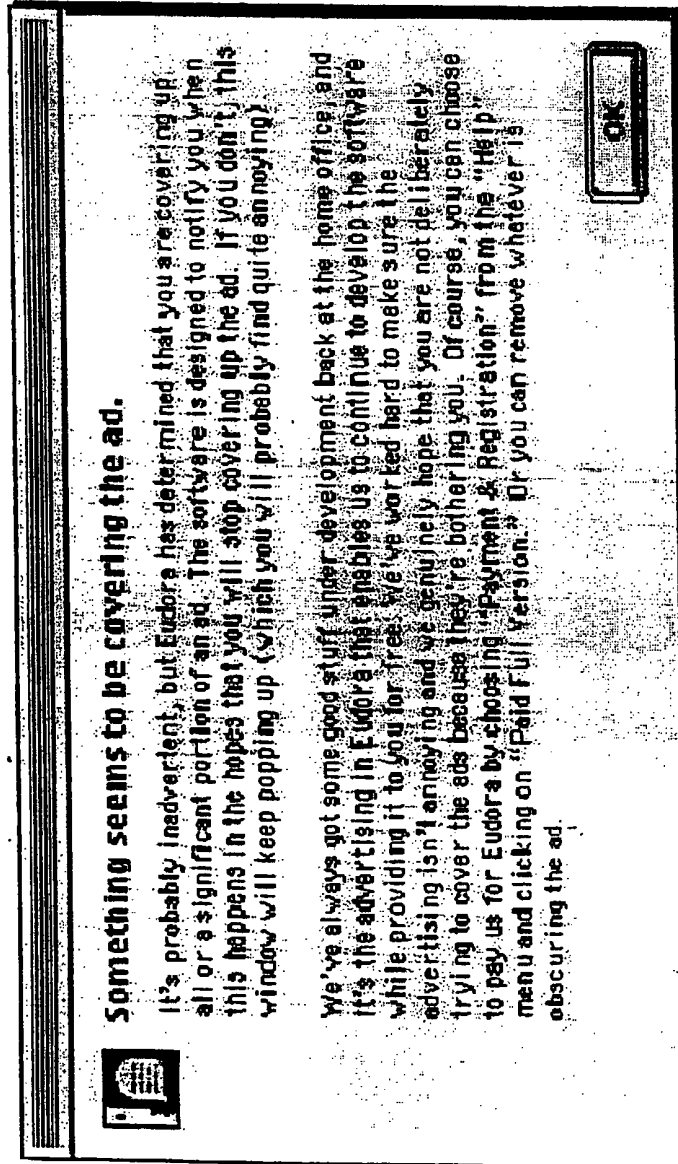 Something seems to be covering the ad.
It's probably inadvertent, but Eudora has determined that you are covering up
all or a significant portion of an ad. The software is designed to notify you when
this happens in the hopes that you will stop covering up the ad. If you don't, this
window will keep popping up (which you will probably find quite annoying).
We've always got some good stuff under development back at the home office, and
it's the advertising in Eudora that enables us to continue to develop the software
while providing it to you for free. We've worked hard to make sure the
advertising isn't annoying and we genuinely hope that you are not deliberately
trying to cover the ads because they're bothering you. Of course, you can choose
to pay us for Eudora by choosing "Payment & Registration" from the "Help"
menu and clicking on "Paid Full Version." Or you can remove whatever is
obscuring the ad.
OK